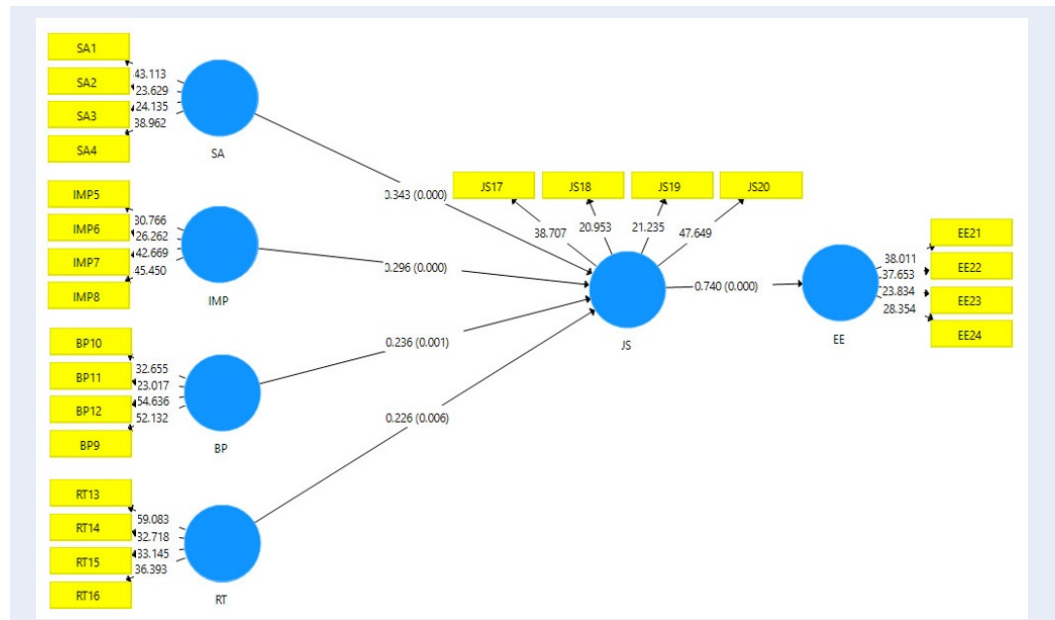 SA1
SA2
SA3
SA4
43.113
23.629
24.135
38.962
SA
0.343 (0.000)
IMP5
IMP6
IMP7
IMP8
30.766
26.262
42.669
45.450
IMP
0.296 (0.000)
BP10
BP11
BP12
BP9
32.655
23.017
54.636
52.132
BP
0.236 (0.001)
RT13
RT14
RT15
RT16
59.083
32.718
33.145
36.393
RT
0.226 (0.006)
JS17
JS18
JS19
JS20
38.707
20.953
21.235
47.649
JS
0.740 (0.000)
EE21
EE22
EE23
EE24
38.011
37.653
23.834
28.354
EE